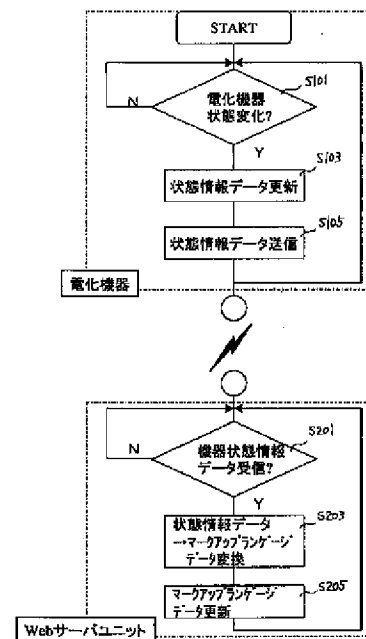 START
S101
電化機器
状態変化?
N
Y
S103
状態情報データ更新
S105
状態情報データ送信
電化機器
S201
機器状態情報
データ受信?
N
Y
S203
状態情報データ
→マークアップランゲージ
データ変換
S205
マークアップランゲージ
データ更新
Webサーバユニット